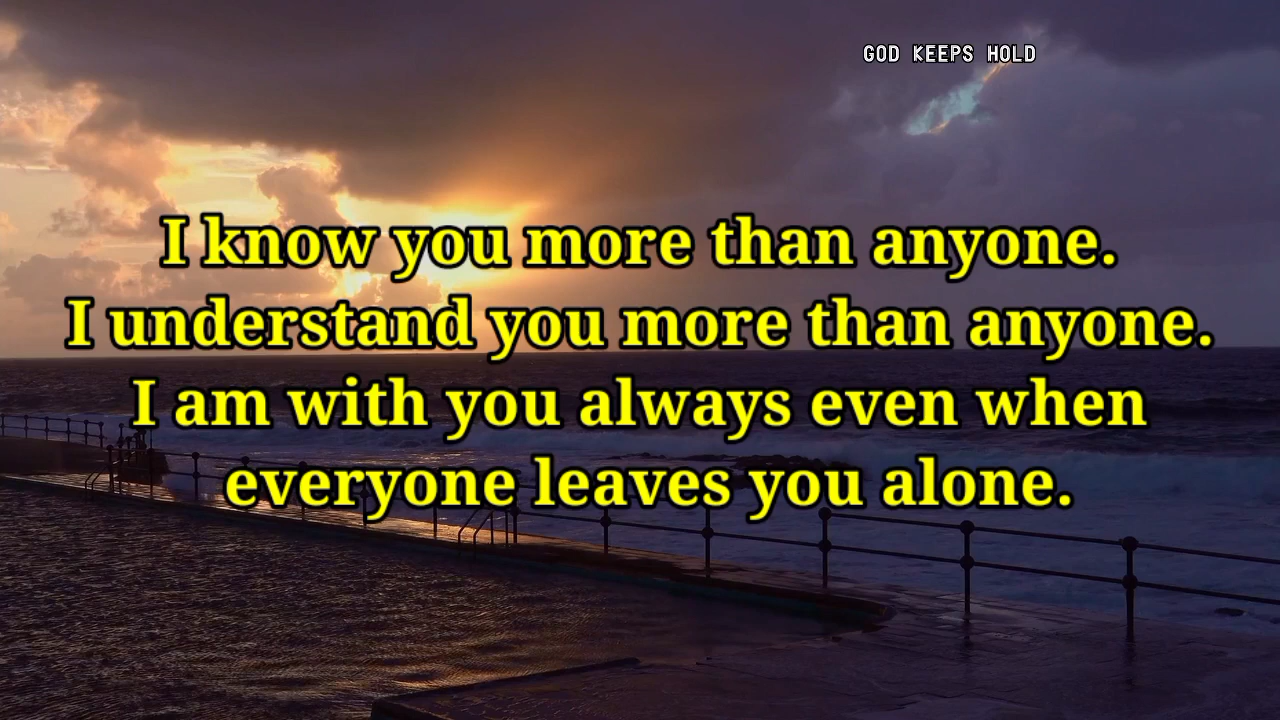 GOD KEEPS HOLD
I know you more than anyone.
I understand you more than anyone.
I am with you always even when
everyone leaves you alone.